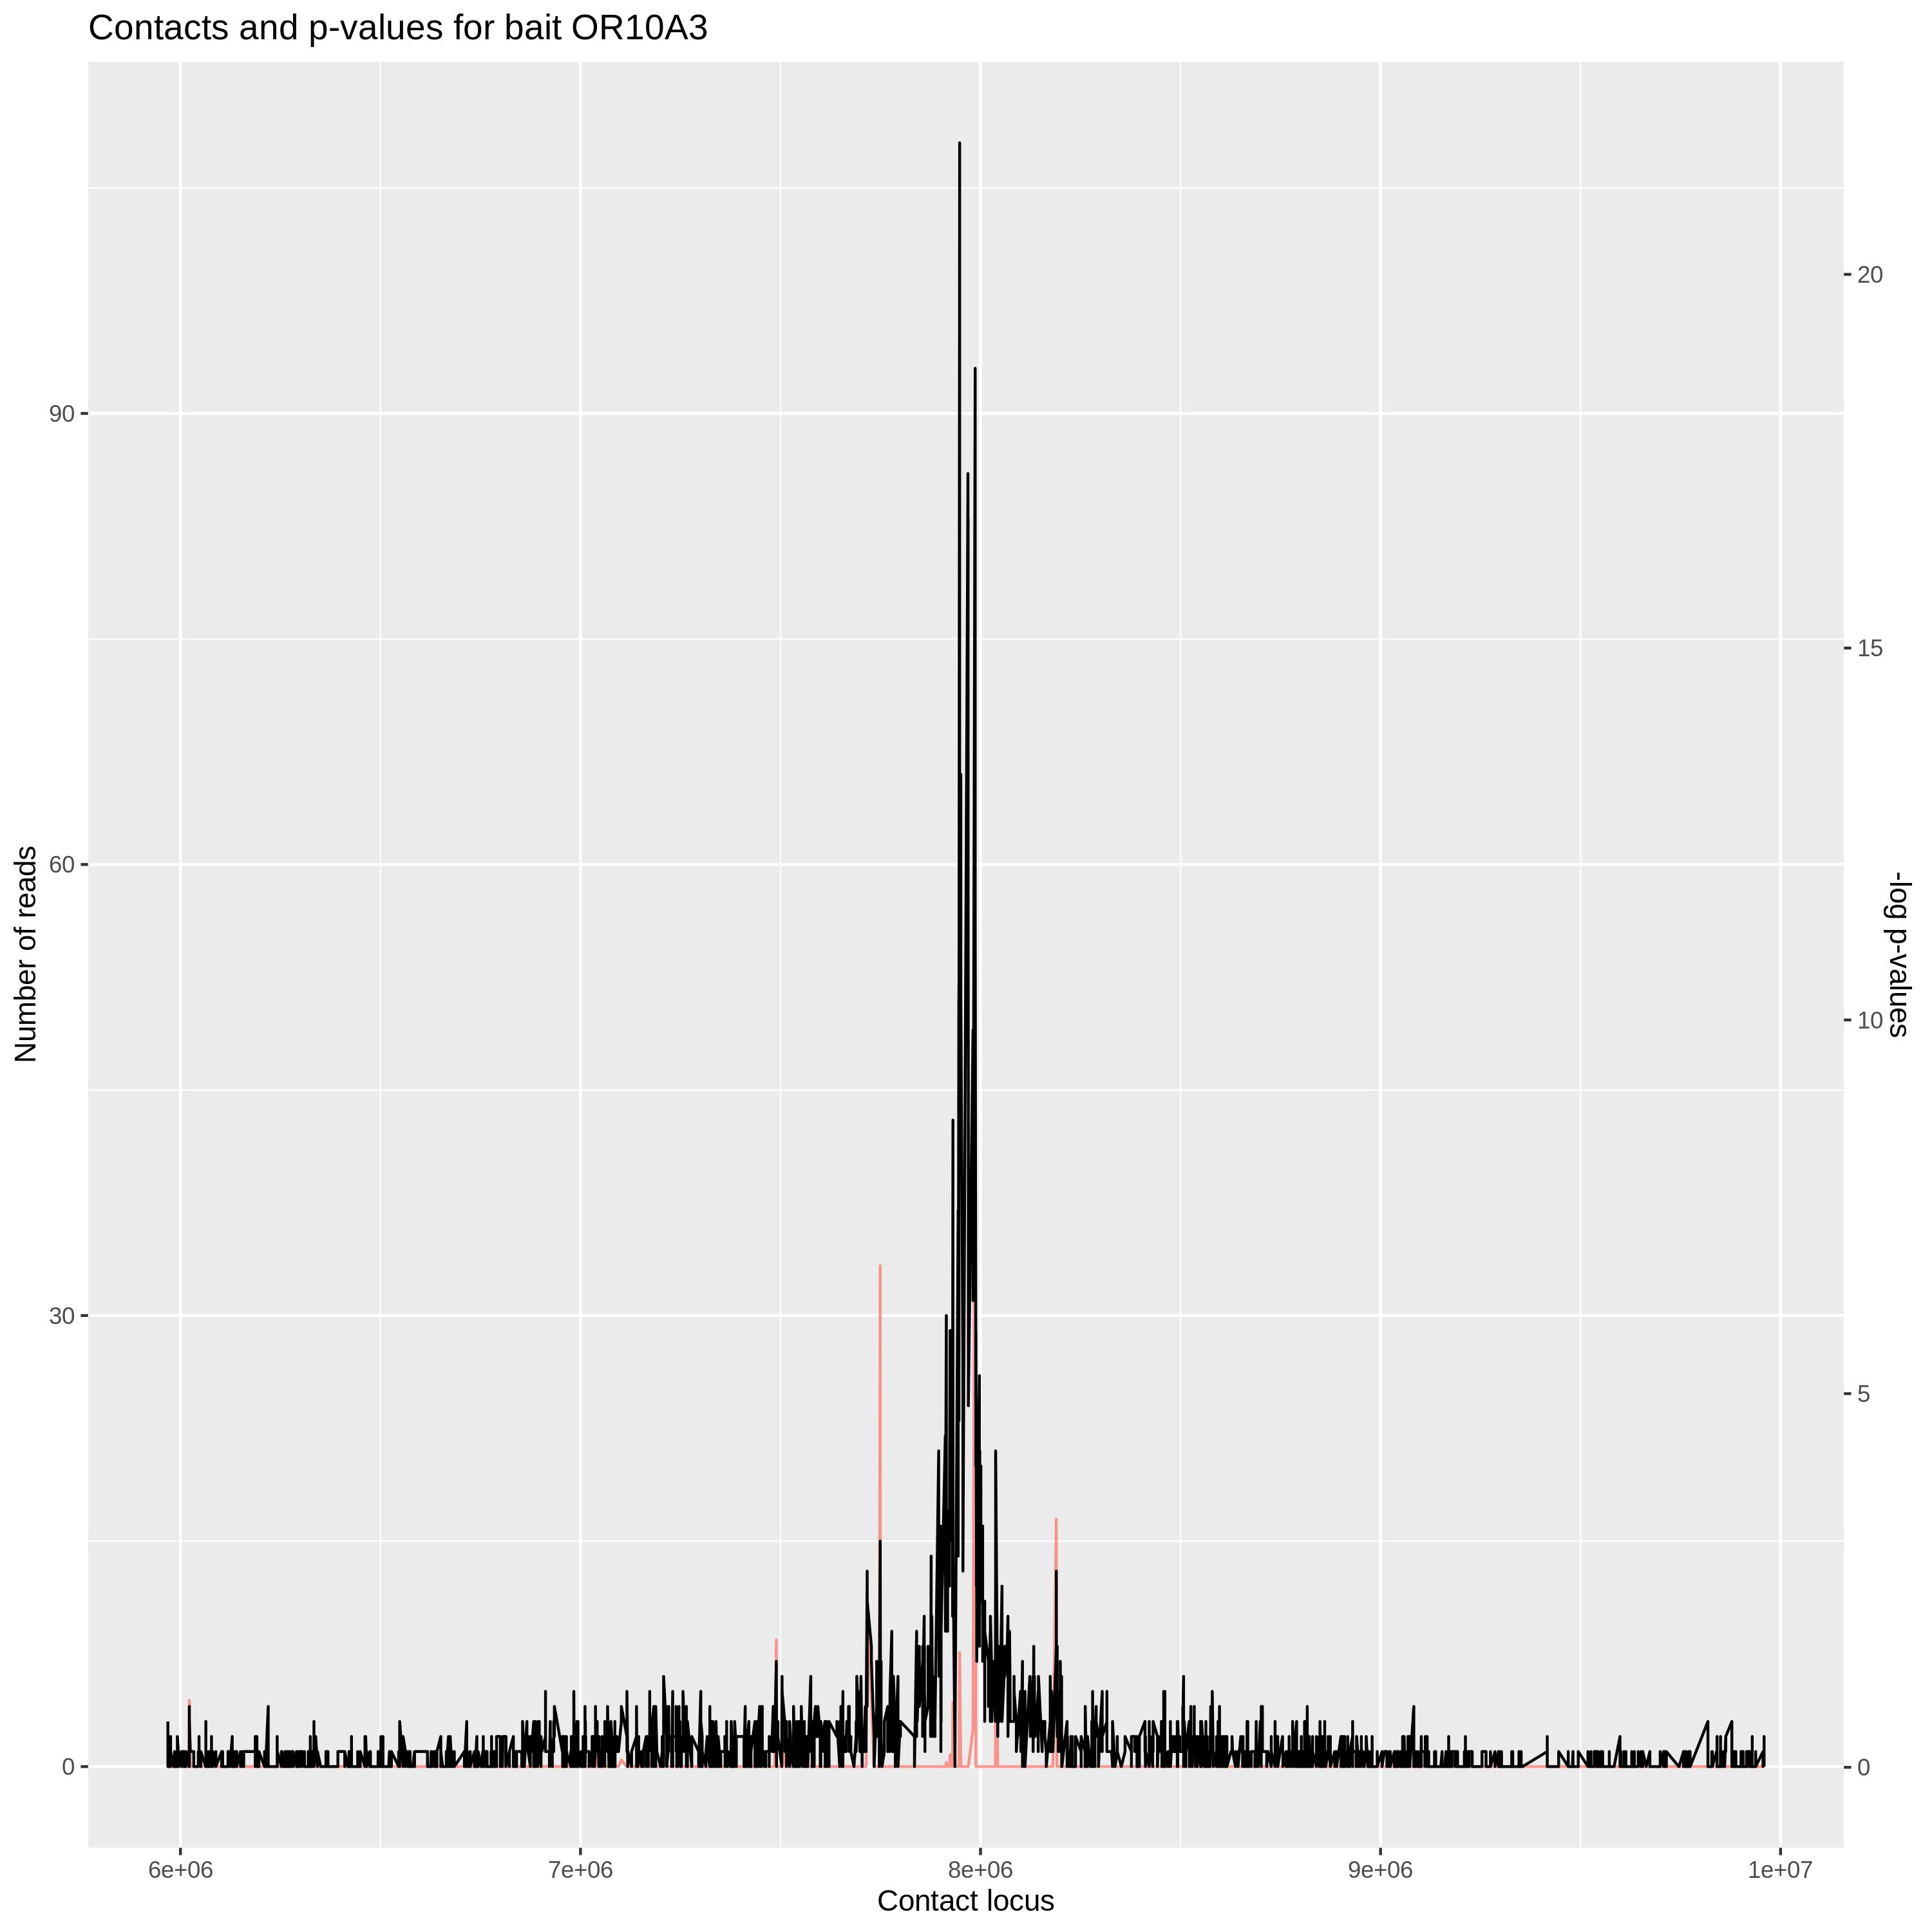 Contacts and p-values for bait OR10A3
90
60
30
0
20
15
10
5
0
Number of reads
-log p-values
6e+06
7e+06
8e+06
9e+06
1e+07
Contact locus